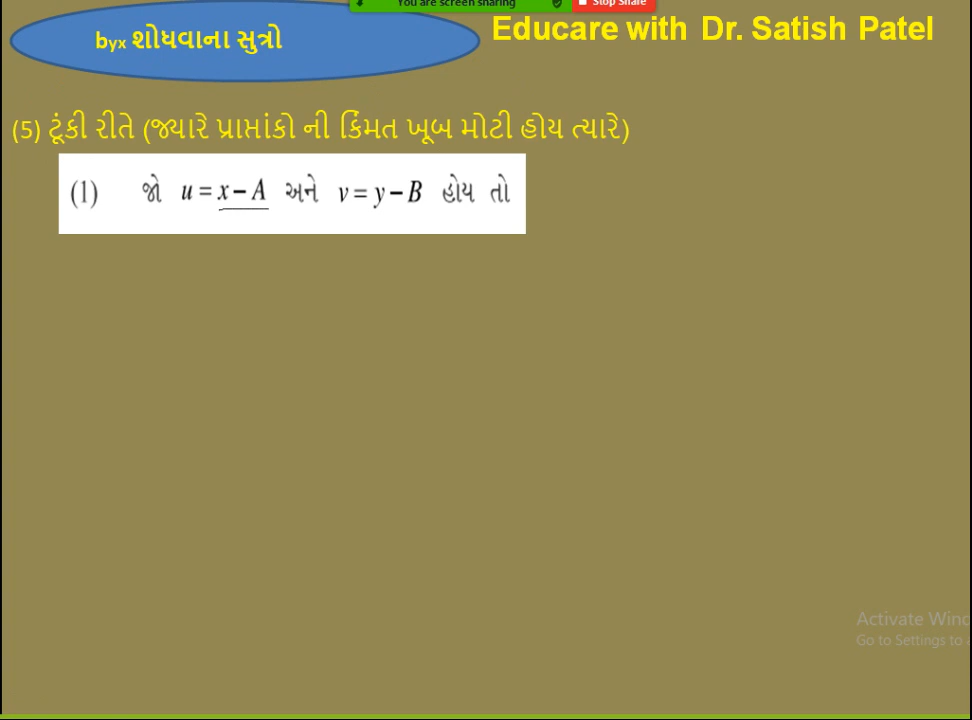 You are screen sharing Stop Share
byx શોધવાના સુત્રો
Educare with Dr. Satish Patel
(5) ટૂંકી રીતે (જ્યારે પ્રાપ્તાંકો ની કિંમત ખૂબ મોટી હોય ત્યારે)
(1) જો u = x – A અને v = y – B હોય તો
Activate Wind
Go to Settings to a